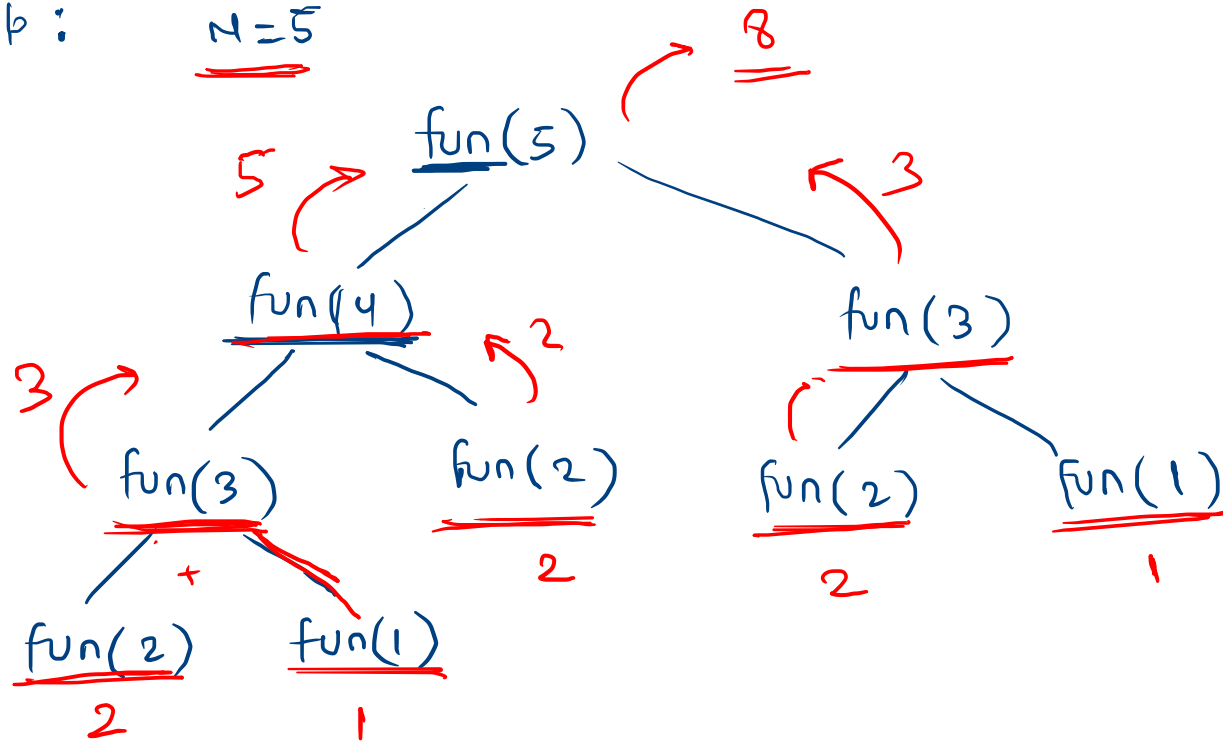 p : N=5 8
fun(5)
5 3
fun(4) fun(3)
3 2
fun(3) fun(2) fun(2) fun(1)
+ 2 2 1
fun(2) fun(1)
2 1